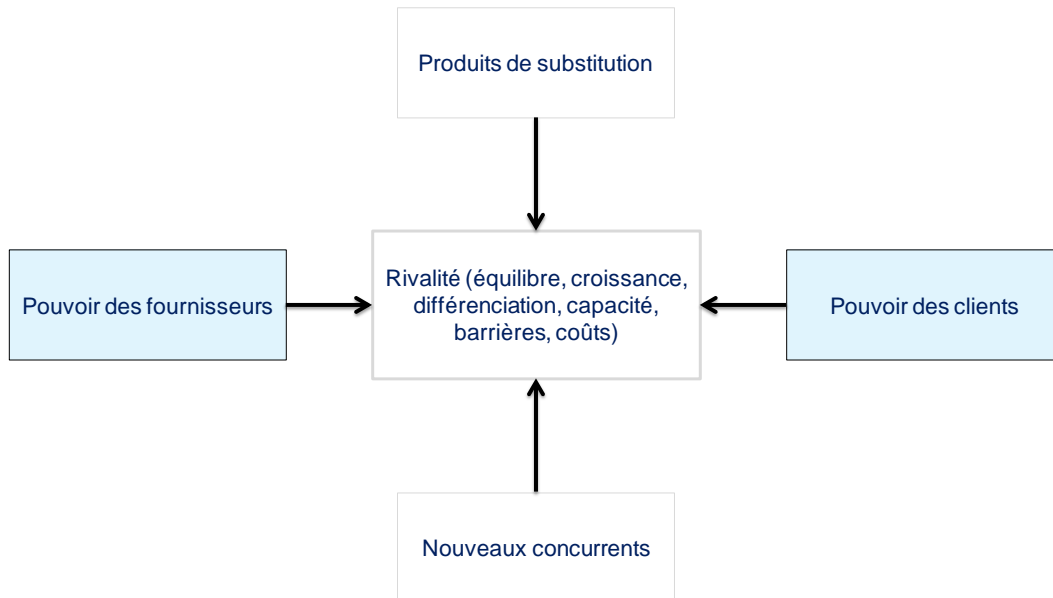 Produits de substitution
Pouvoir des fournisseurs
Rivalité (équilibre, croissance,
différenciation, capacité,
barrières, coûts)
Pouvoir des clients
Nouveaux concurrents